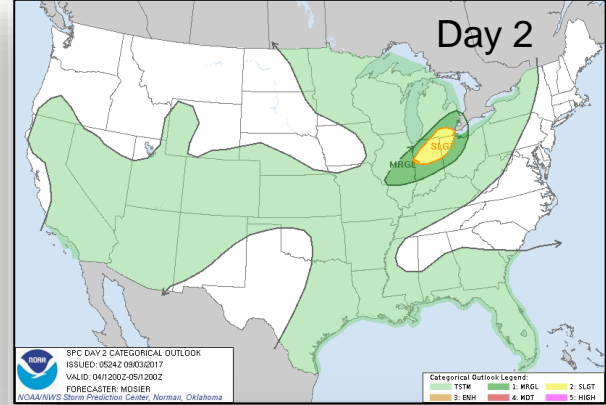 Day 2
SLGT
MRGL
NOAA
SPC DAY 2 CATEGORICAL OUTLOOK
ISSUED: 0524Z 09/03/2017
VALID: 04/1200Z-05/1200Z
FORECASTER: MOSIER
NOAA/NWS Storm Prediction Center, Norman, Oklahoma
Categorical Outlook Legend:
TSTM 1: MRGL 2: SLGT
3: ENH 4: MDT 5: HIGH